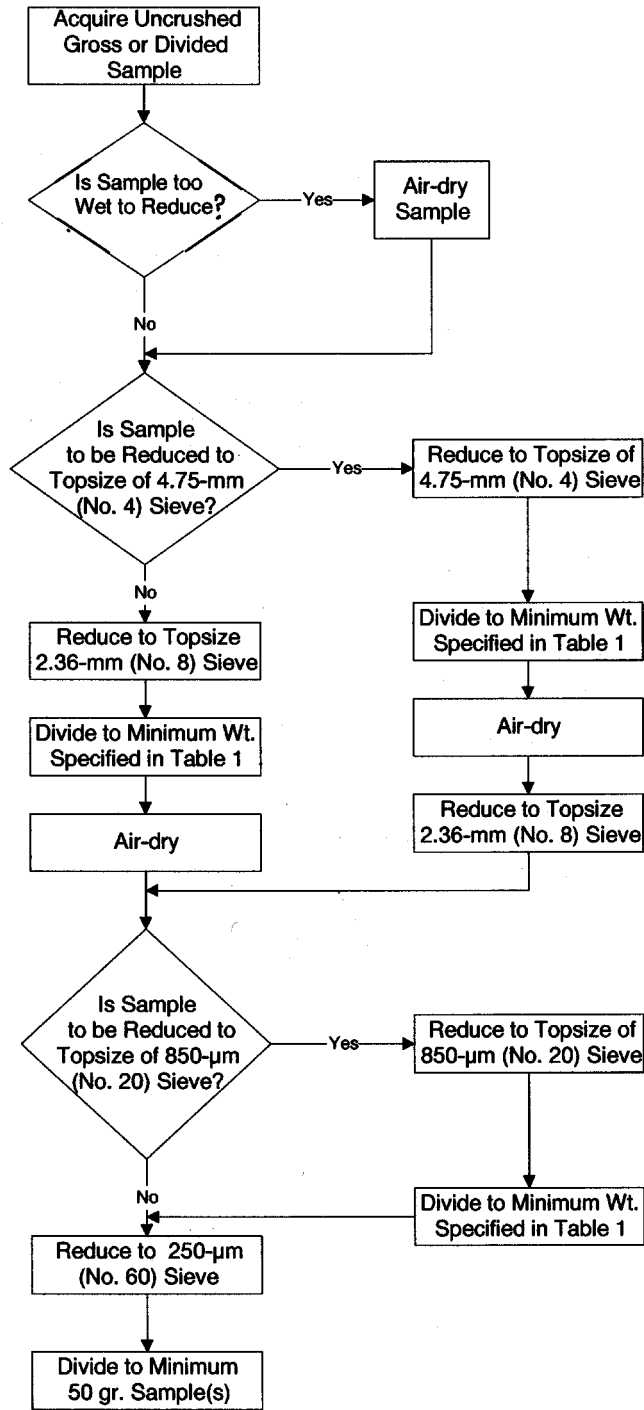 Acquire Uncrushed
Gross or Divided
Sample
Is Sample too
Wet to Reduce?
Yes
Air-dry
Sample
No
Is Sample
to be Reduced to
Topsize of 4.75-mm
(No. 4) Sieve?
Yes
Reduce to Topsize of
4.75-mm (No. 4) Sieve
No
Reduce to Topsize
2.36-mm (No. 8) Sieve
Divide to Minimum Wt.
Specified in Table 1
Divide to Minimum Wt.
Specified in Table 1
Air-dry
Air-dry
Reduce to Topsize
2.36-mm (No. 8) Sieve
Is Sample
to be Reduced to
Topsize of 850-µm
(No. 20) Sieve?
Yes
Reduce to Topsize of
850-µm (No. 20) Sieve
No
Divide to Minimum Wt.
Specified in Table 1
Reduce to 250-µm
(No. 60) Sieve
Divide to Minimum
50 gr. Sample(s)